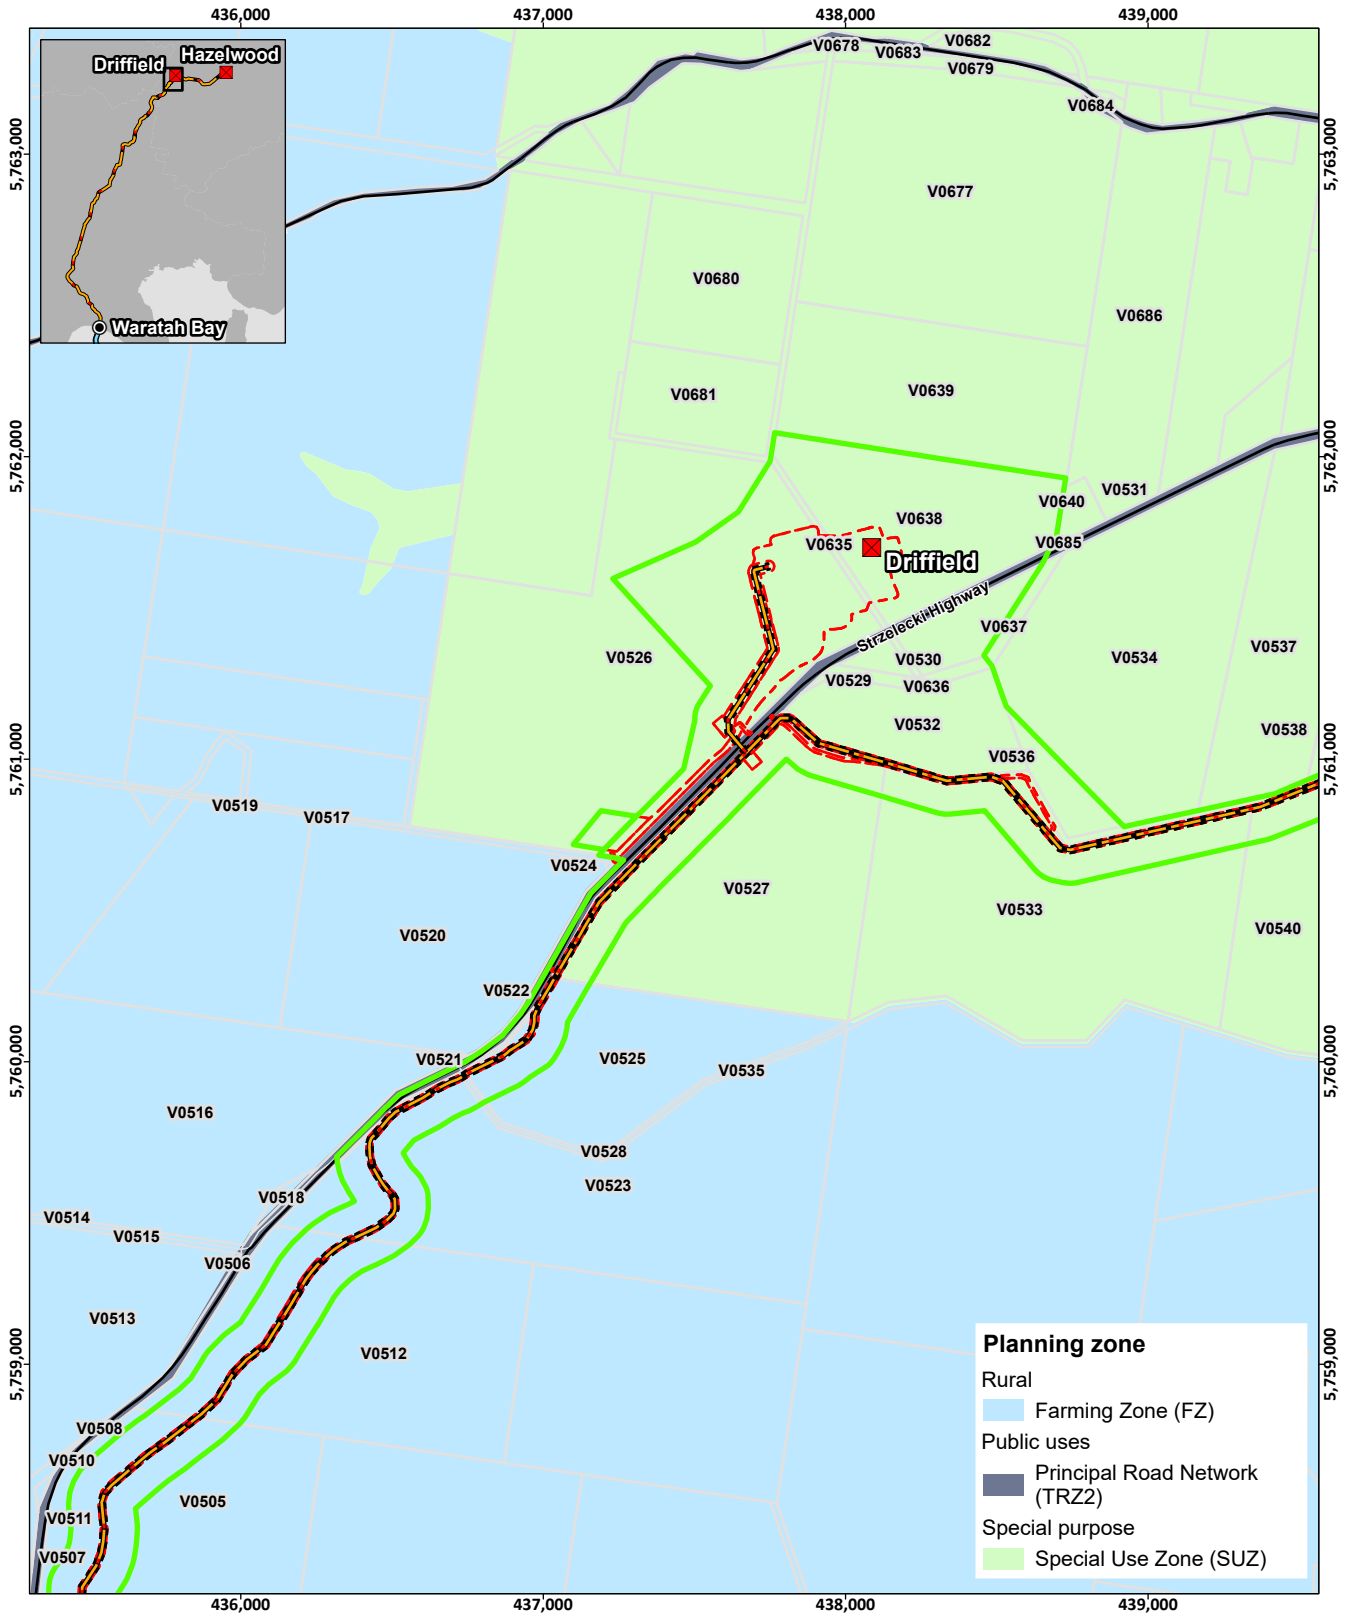 436,000
437,000
438,000
439,000
Driffield
Hazelwood
Waratah Bay
V0678
V0683
V0682
V0679
V0684
5,763,000
5,763,000
V0677
V0680
V0686
V0681
V0639
5,762,000
5,762,000
V0531
V0640
V0638
V0635
V0685
Driffield
Strzelecki Highway
V0637
V0526
V0530
V0534
V0537
V0529
V0636
V0532
V0538
V0536
5,761,000
5,761,000
V0519
V0517
V0524
V0527
V0533
V0540
V0520
V0522
V0521
V0525
V0535
5,760,000
5,760,000
V0516
V0528
V0523
V0518
V0514
V0515
V0506
V0513
V0512
5,759,000
5,759,000
V0508
V0510
V0505
V0511
V0507
Planning zone
Rural
Farming Zone (FZ)
Public uses
Principal Road Network
(TRZ2)
Special purpose
Special Use Zone (SUZ)
436,000
437,000
438,000
439,000